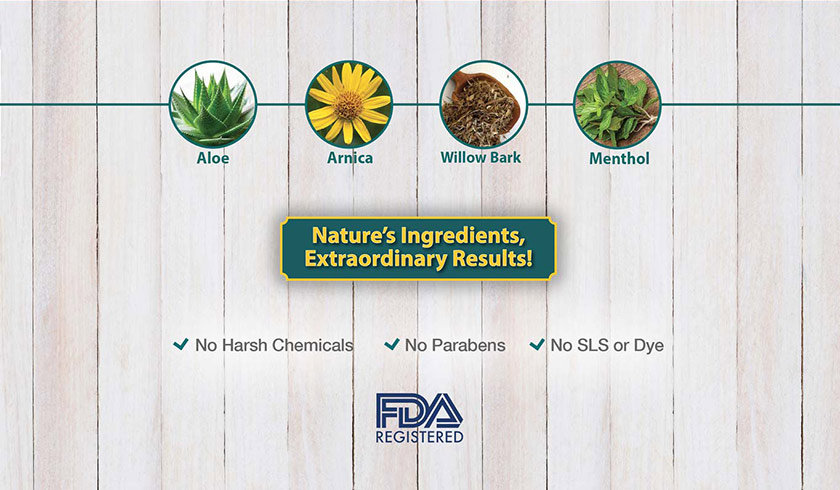 Aloe
Arnica
Willow Bark
Menthol
Nature's Ingredients,
Extraordinary Results!
No Harsh Chemicals
No Parabens
No SLS or Dye
FDA
REGISTERED